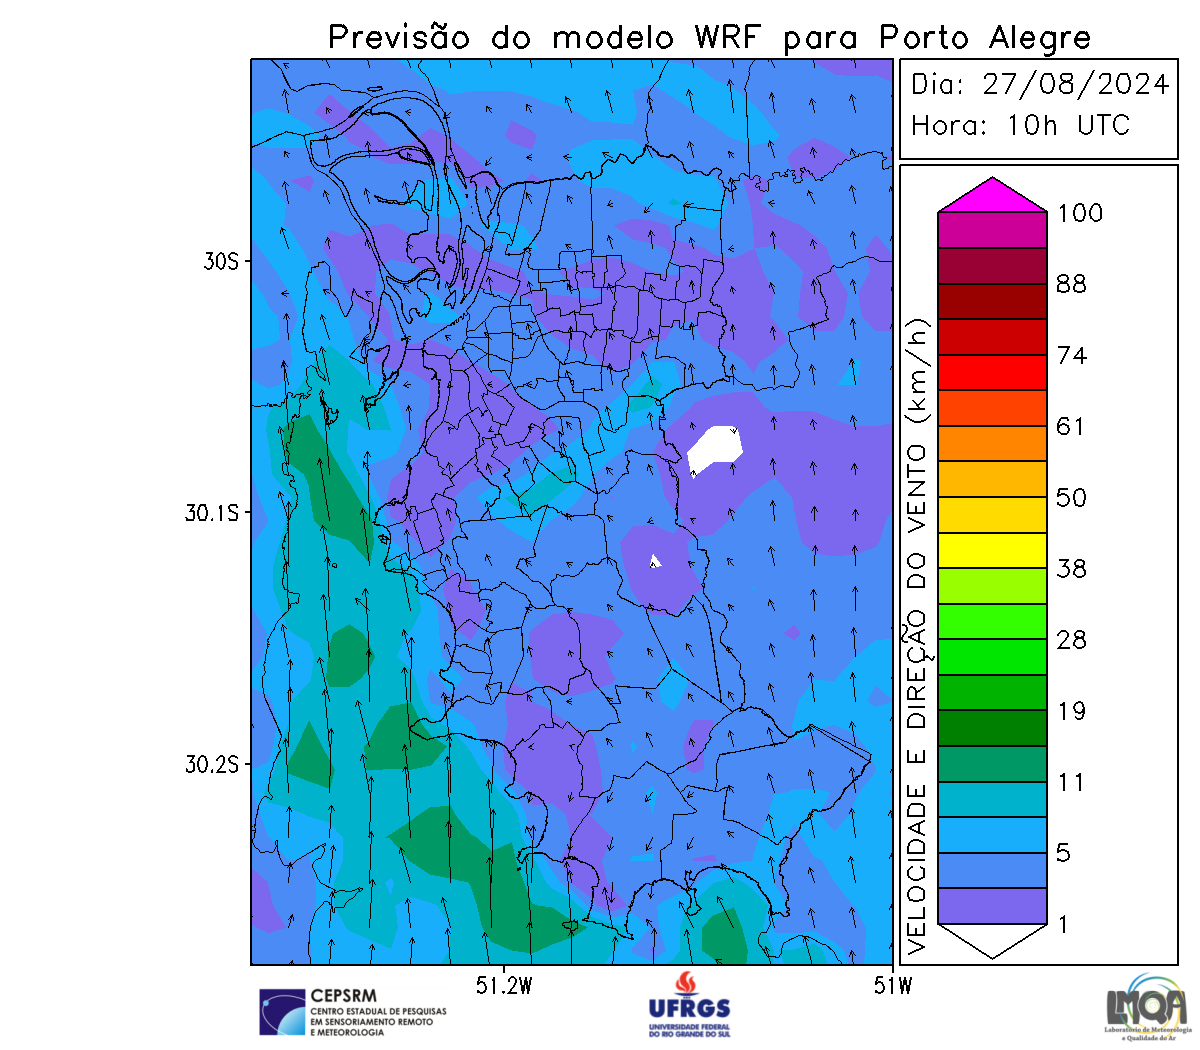 Previsão do modelo WRF para Porto Alegre
Dia: 27/08/2024
Hora: 10h UTC
100
88
74
61
50
38
28
19
11
5
1
VELOCIDADE E DIREÇÃO DO VENTO (km/h)
30S
30.1S
30.2S
51.2W
51W
CEPSRM
CENTRO ESTADUAL DE PESQUISAS
EM SENSORIAMENTO REMOTO
E METEOROLOGIA
UFRGS
UNIVERSIDADE FEDERAL
DO RIO GRANDE DO SUL
LMQA
Laboratório de Meteorologia
e Qualidade do Ar